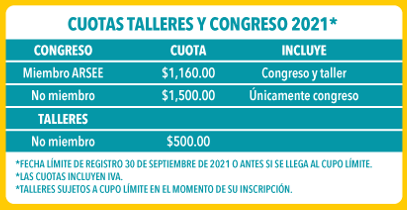 CUOTAS TALLERES Y CONGRESO 2021*
CONGRESO CUOTA INCLUYE
Miembro ARSEE $1,160.00 Congreso y taller
No miembro $1,500.00 Únicamente congreso
TALLERES
No miembro $500.00
*FECHA LÍMITE DE REGISTRO 30 DE SEPTIEMBRE DE 2021 O ANTES SI SE LLEGA AL CUPO LÍMITE.
*LAS CUOTAS INCLUYEN IVA.
*TALLERES SUJETOS A CUPO LÍMITE EN EL MOMENTO DE SU INSCRIPCIÓN.